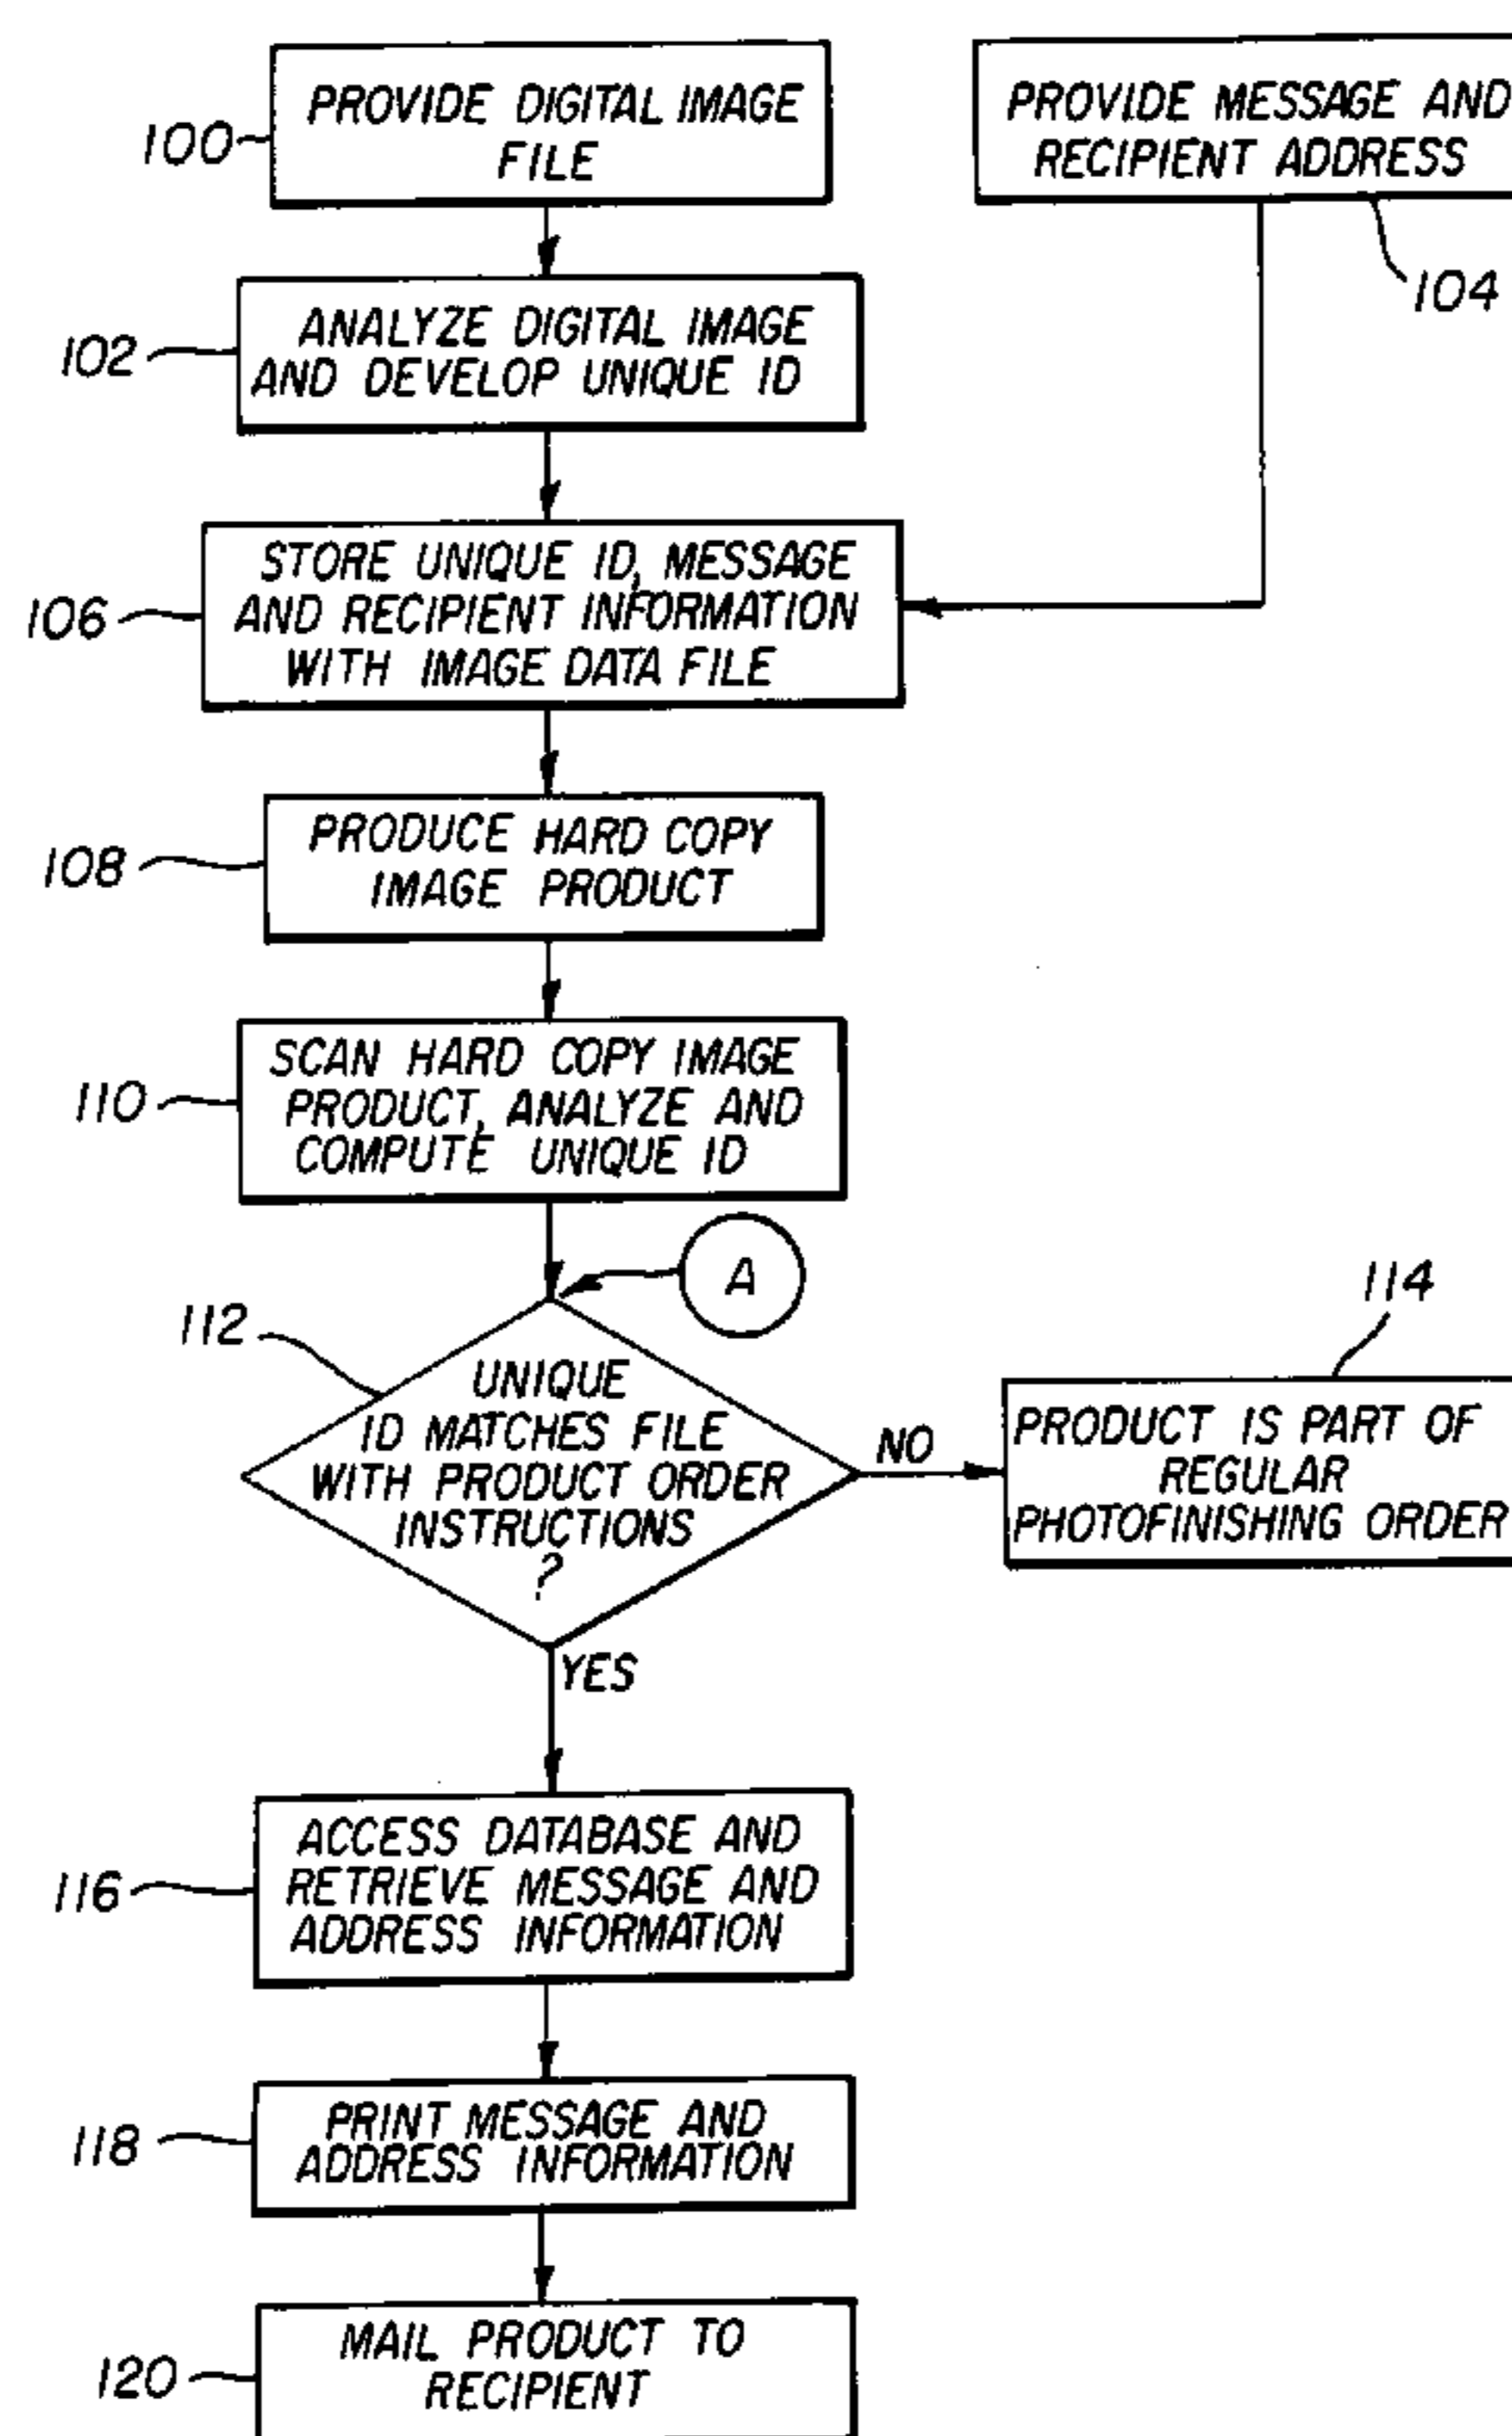 PROVIDE DIGITAL IMAGE
FILE
100
PROVIDE MESSAGE AND
RECIPIENT ADDRESS
104
ANALYZE DIGITAL IMAGE
AND DEVELOP UNIQUE ID
102
STORE UNIQUE ID, MESSAGE
AND RECIPIENT INFORMATION
WITH IMAGE DATA FILE
106
PRODUCE HARD COPY
IMAGE PRODUCT
108
SCAN HARD COPY IMAGE
PRODUCT, ANALYZE AND
COMPUTE UNIQUE ID
110
A
112
UNIQUE
ID MATCHES FILE
WITH PRODUCT ORDER
INSTRUCTIONS
?
NO
114
PRODUCT IS PART OF
REGULAR
PHOTOFINISHING ORDER
YES
ACCESS DATABASE AND
RETRIEVE MESSAGE AND
ADDRESS INFORMATION
116
PRINT MESSAGE AND
ADDRESS INFORMATION
118
MAIL PRODUCT TO
RECIPIENT
120